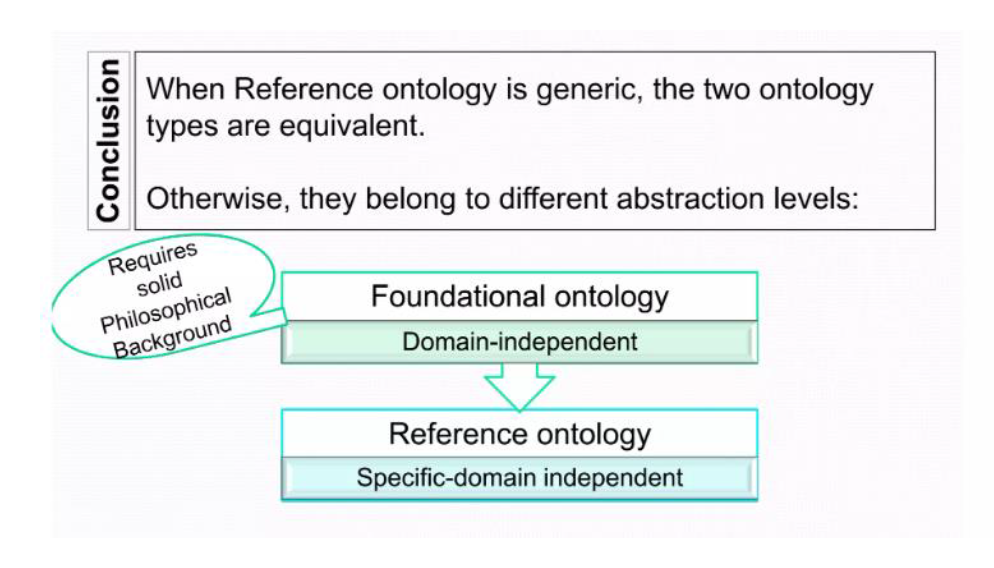 Conclusion
When Reference ontology is generic, the two ontology
types are equivalent.
Otherwise, they belong to different abstraction levels:
Requires
solid
Philosophical
Background
Foundational ontology
Domain-independent
Reference ontology
Specific-domain independent